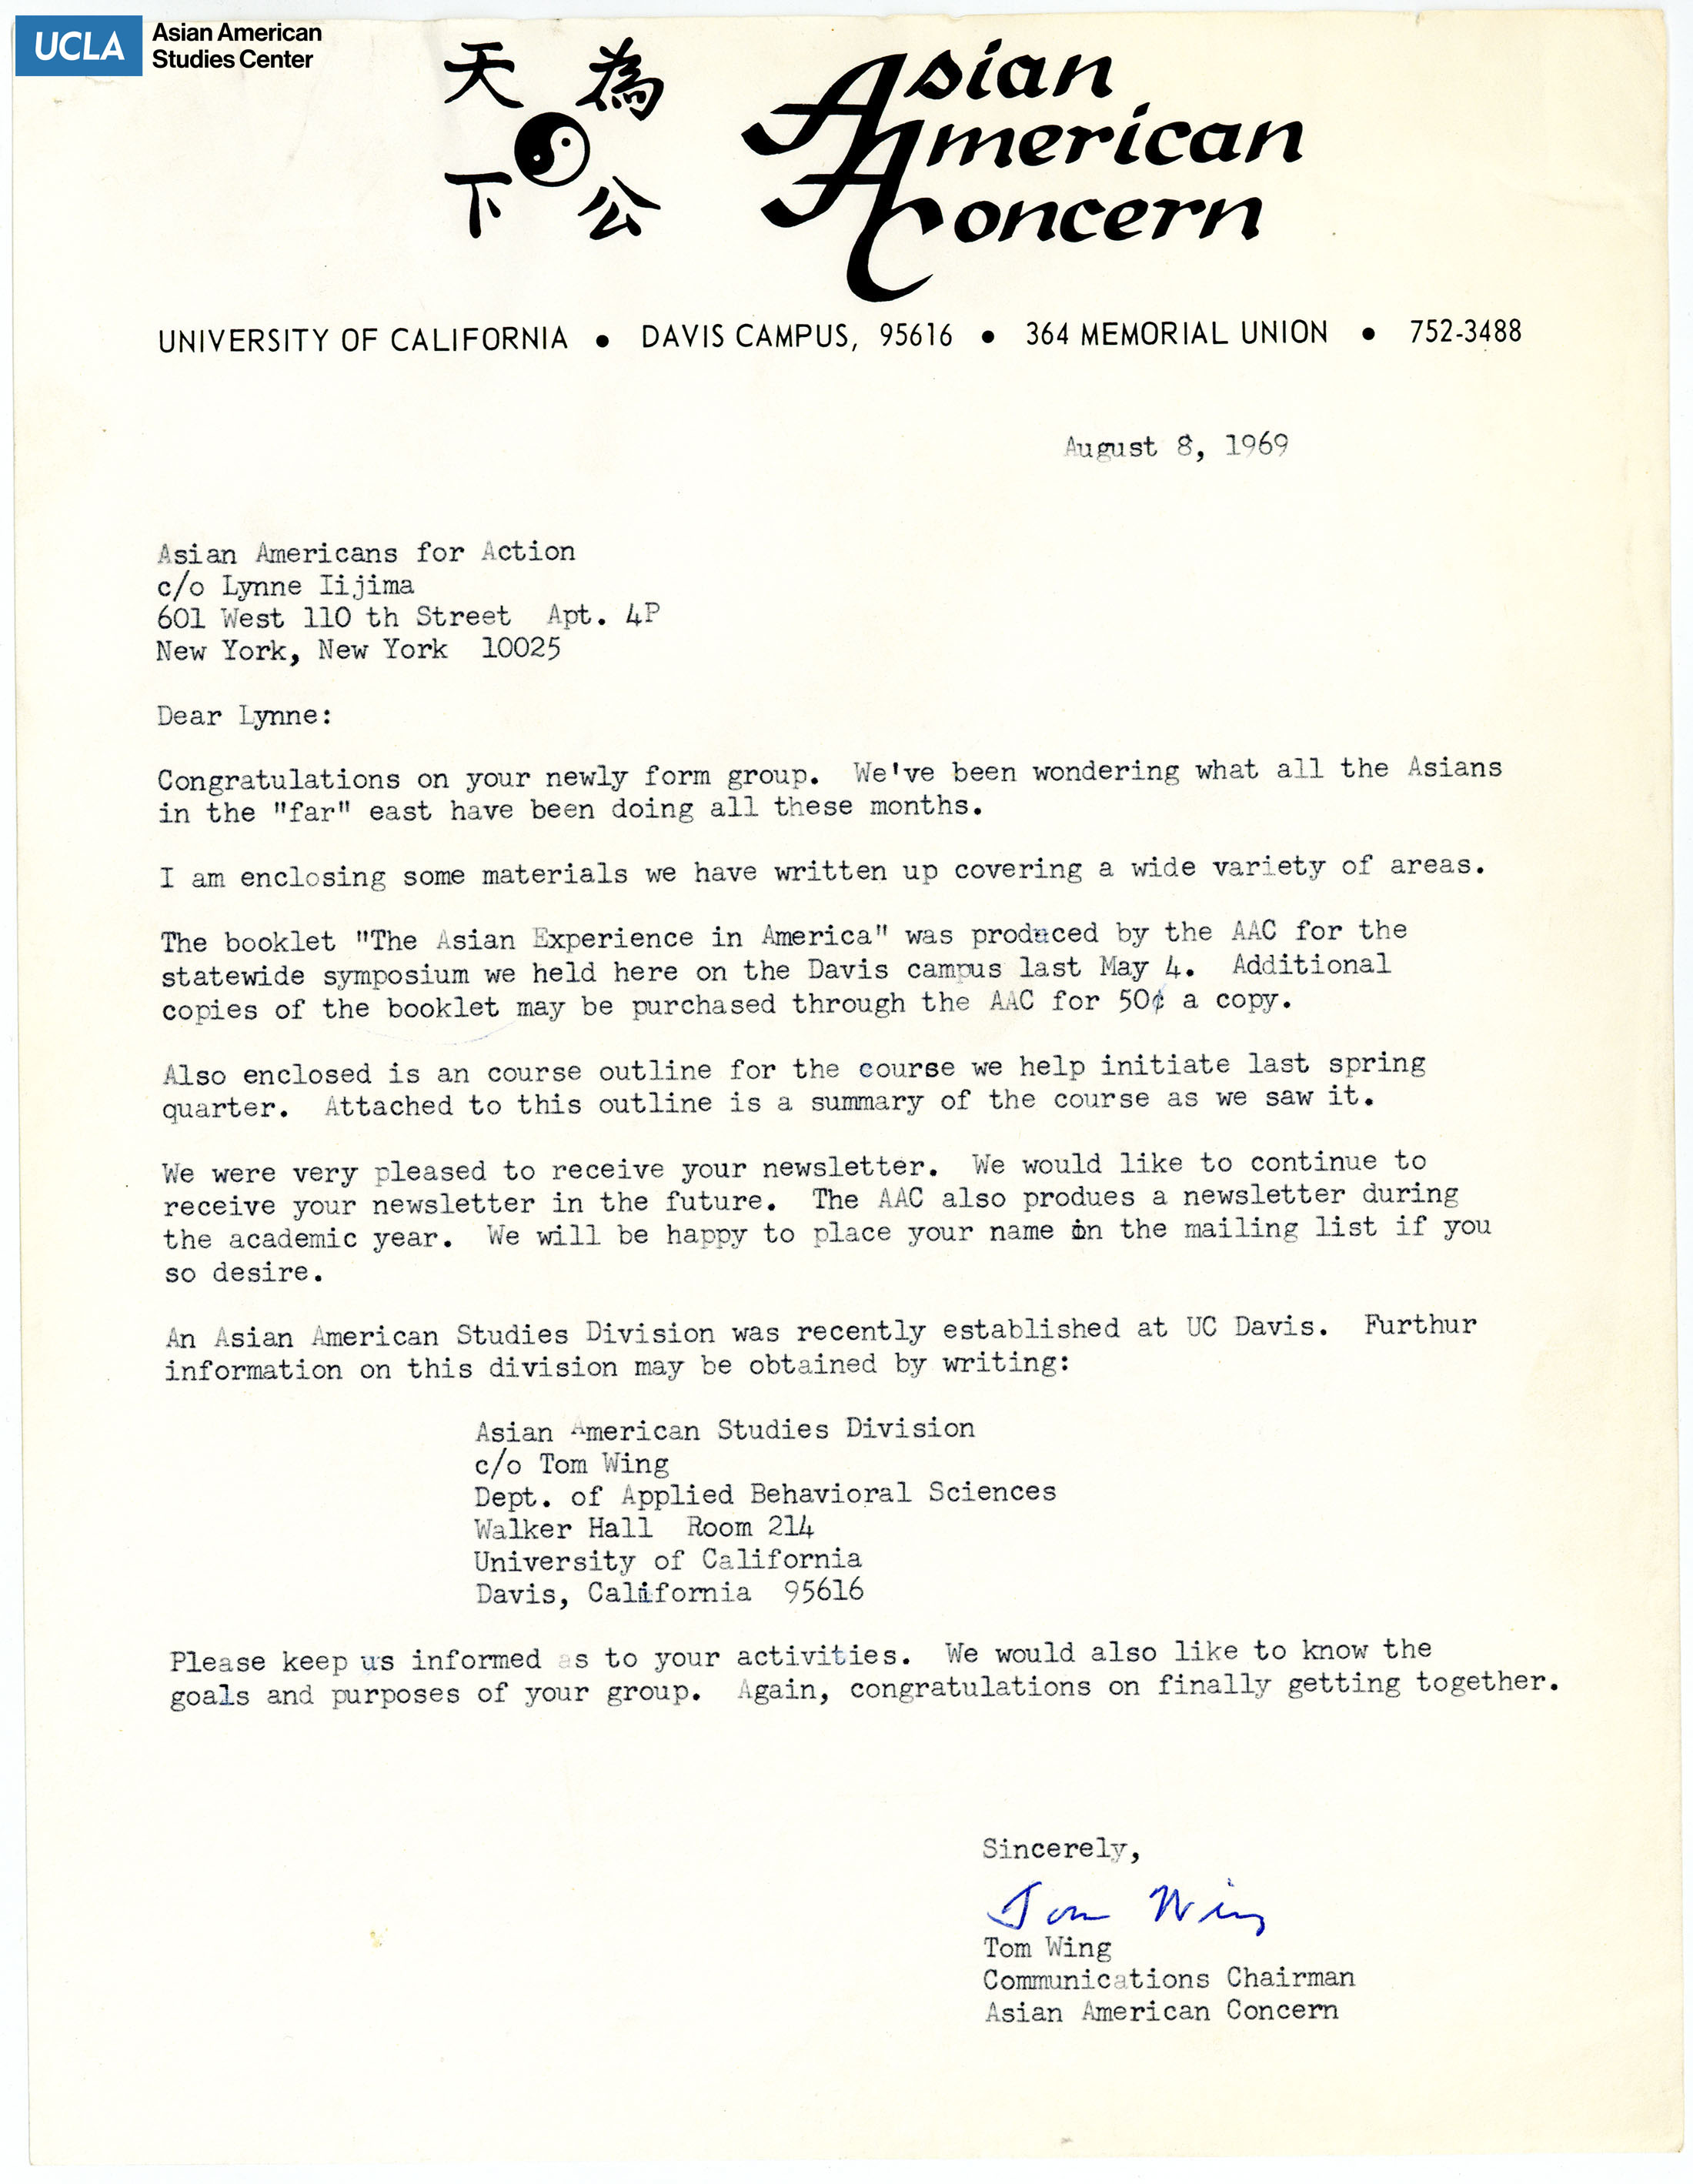 UCLA Asian American
Studies Center
天 為
下 公
Asian
American
Concern
UNIVERSITY OF CALIFORNIA • DAVIS CAMPUS, 95616 • 364 MEMORIAL UNION • 752-3488
August 8, 1969
Asian Americans for Action
c/o Lynne Iijima
601 West 110 th Street Apt. 4P
New York, New York 10025
Dear Lynne:
Congratulations on your newly form group. We've been wondering what all the Asians
in the "far" east have been doing all these months.
I am enclosing some materials we have written up covering a wide variety of areas.
The booklet "The Asian Experience in America" was produced by the AAC for the
statewide symposium we held here on the Davis campus last May 4. Additional
copies of the booklet may be purchased through the AAC for 50¢ a copy.
Also enclosed is an course outline for the course we help initiate last spring
quarter. Attached to this outline is a summary of the course as we saw it.
We were very pleased to receive your newsletter. We would like to continue to
receive your newsletter in the future. The AAC also produes a newsletter during
the academic year. We will be happy to place your name on the mailing list if you
so desire.
An Asian American Studies Division was recently established at UC Davis. Furthur
information on this division may be obtained by writing:
Asian American Studies Division
c/o Tom Wing
Dept. of Applied Behavioral Sciences
Walker Hall Room 214
University of California
Davis, California 95616
Please keep us informed as to your activities. We would also like to know the
goals and purposes of your group. Again, congratulations on finally getting together.
Sincerely,
Tom Wing
Tom Wing
Communications Chairman
Asian American Concern